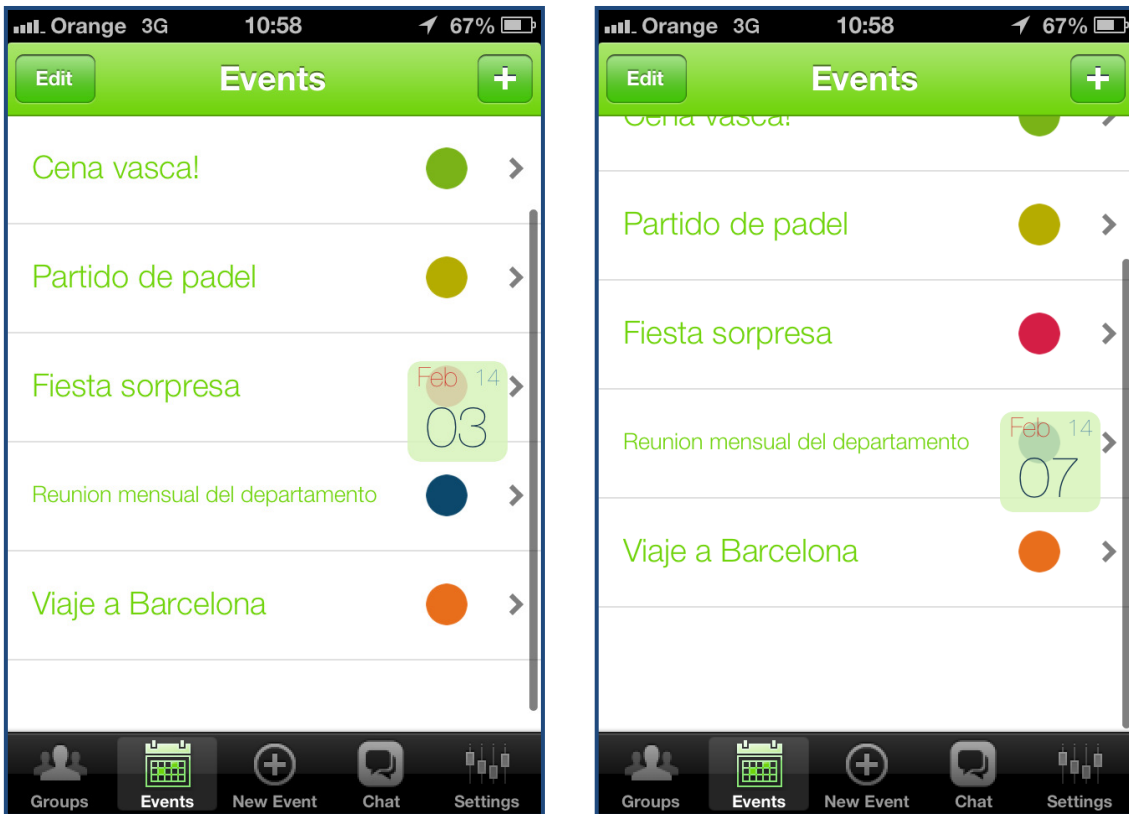 Orange 3G 10:58 67%
Edit Events +
Cena vasca!
Partido de padel
Fiesta sorpresa
Feb 14
03
Reunion mensual del departamento
Viaje a Barcelona
Groups Events New Event Chat Settings
Orange 3G 10:58 67%
Edit Events +
Cena vasca!
Partido de padel
Fiesta sorpresa
Feb 14
Reunion mensual del departamento
07
Viaje a Barcelona
Groups Events New Event Chat Settings